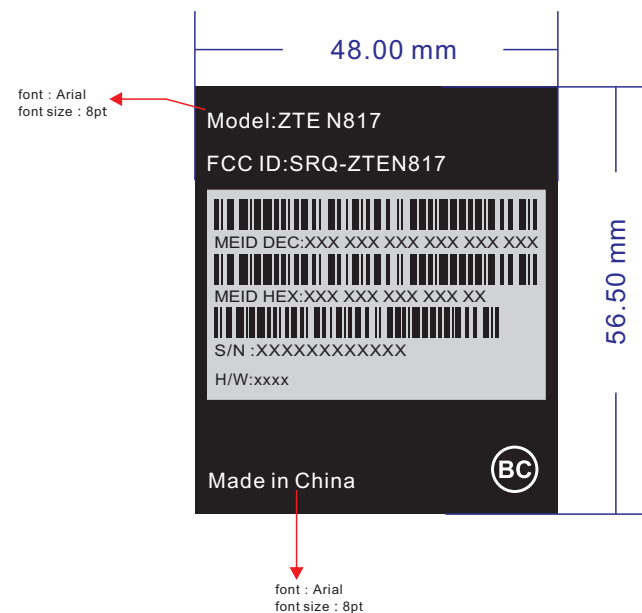 48.00 mm
font : Arial
font size : 8pt
Model:ZTE N817
FCC ID:SRQ-ZTEN817
MEID DEC:XXX XXX XXX XXX XXX XXX
MEID HEX:XXX XXX XXX XXX XX
S/N :XXXXXXXXXXXX
H/W:xxxx
56.50 mm
Made in China
BC
font : Arial
font size : 8pt